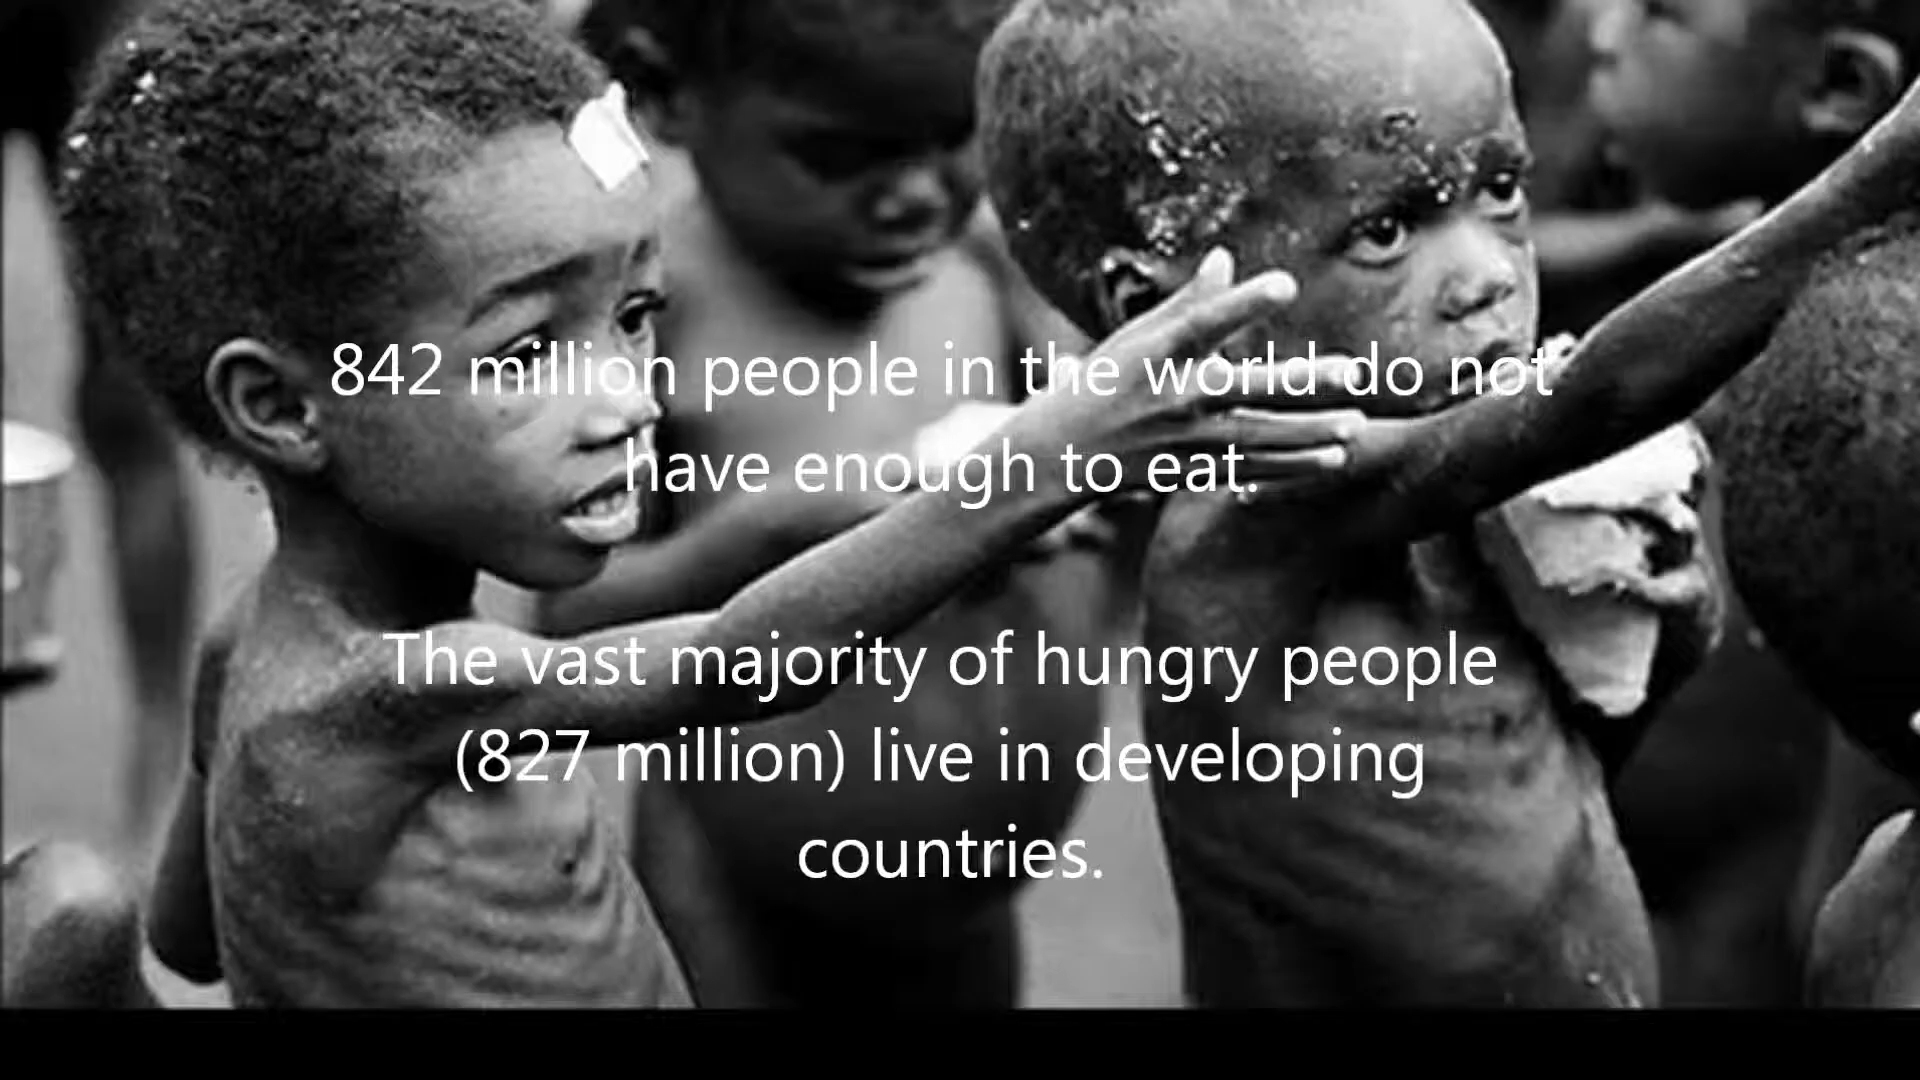 842 million people in the world do not
have enough to eat.
The vast majority of hungry people
(827 million) live in developing
countries.